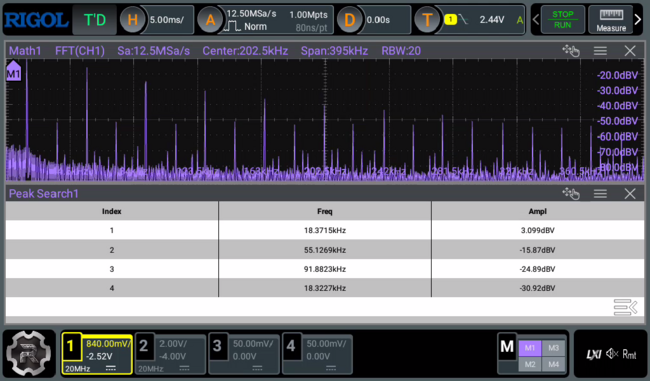 RIGOL T'D H 5.00ms/ A 12.50MSa/s 1.00Mpts Norm 80ns/pt D 0.00s T 1 2.44V A STOP RUN Measure
Math1 FFT(CH1) Sa:12.5MSa/s Center:202.5kHz Span:395kHz RBW:20
M1
-20.0dBV
-30.0dBV
-40.0dBV
-50.0dBV
-60.0dBV
-70.0dBV
-80.0dBV
202.5kHz
Peak Search1
Index Freq Ampl
1 18.3715kHz 3.099dBV
2 55.1269kHz -15.87dBV
3 91.8823kHz -24.89dBV
4 18.3227kHz -30.92dBV
1 840.00mV/ -2.52V 20MHz
2 2.00V/ -4.00V 20MHz
3 50.00mV/ 0.00V
4 50.00mV/ 0.00V
M M1 M3 M2 M4
LXI Rmt